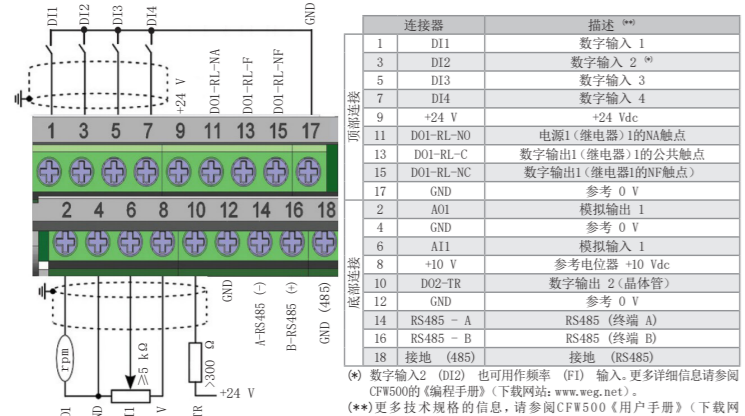 DI1
DI2
DI3
DI4
GND
+24 V
DO1-RL-NA
DO1-RL-F
DO1-RL-NF
1 3 5 7 9 11 13 15 17
2 4 6 8 10 12 14 16 18
GND
A-RS485 (-)
B-RS485 (+)
GND (485)
rpm
≥5 kΩ
>300 Ω
+24 V
连接器 描述 (**)
顶部连接
1 DI1 数字输入 1
3 DI2 数字输入 2 (*)
5 DI3 数字输入 3
7 DI4 数字输入 4
9 +24 V +24 Vdc
11 DO1-RL-NO 电源1(继电器)1的NA触点
13 DO1-RL-C 数字输出1(继电器)1的公共触点
15 DO1-RL-NC 数字输出1(继电器1的NF触点)
17 GND 参考 0 V
底部连接
2 AO1 模拟输出 1
4 GND 参考 0 V
6 AI1 模拟输入 1
8 +10 V 参考电位器 +10 Vdc
10 DO2-TR 数字输出 2(晶体管)
12 GND 参考 0 V
14 RS485 - A RS485 (终端 A)
16 RS485 - B RS485 (终端 B)
18 接地 (485) 接地 (RS485)
(*) 数字输入2 (DI2) 也可用作频率 (FI) 输入。更多详细信息请参阅
CFW500的《编程手册》(下载网站:www.weg.net)。
(**)更多技术规格的信息,请参阅CFW500《用户手册》(下载网